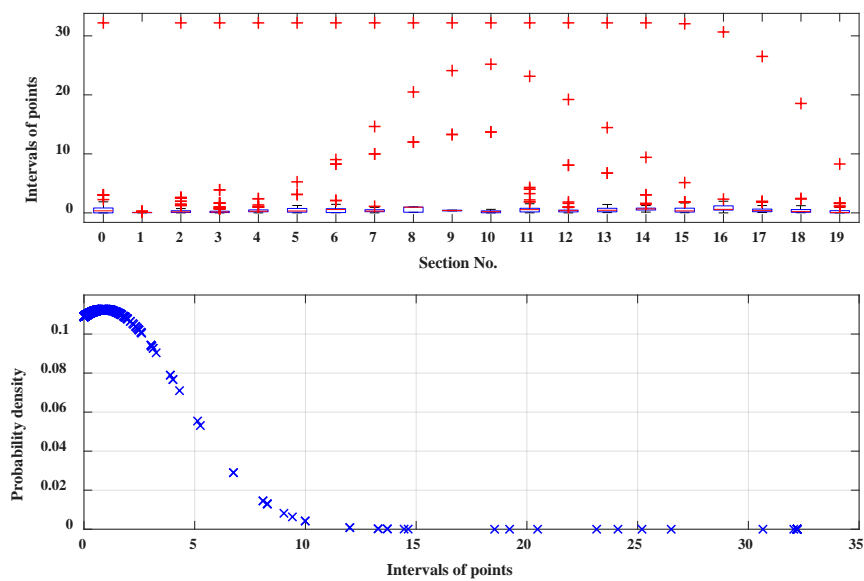 30
20
10
0
Intervals of points
0 1 2 3 4 5 6 7 8 9 10 11 12 13 14 15 16 17 18 19
Section No.
0.1
0.08
0.06
0.04
0.02
0
Probability density
0 5 10 15 20 25 30 35
Intervals of points